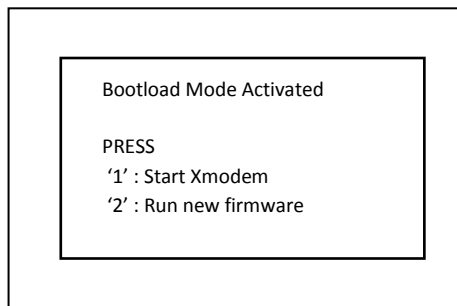 Bootload Mode Activated
PRESS
‘1’ : Start Xmodem
‘2’ : Run new firmware